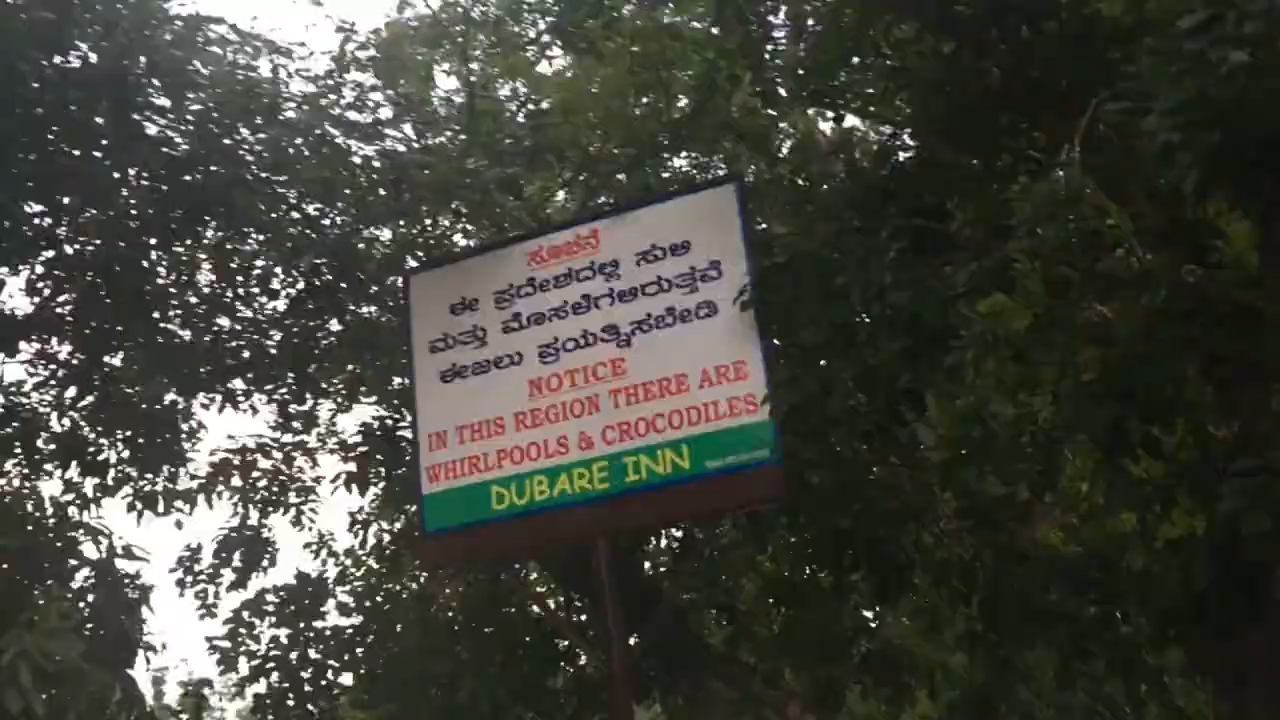 ಸೂಚನೆ
ಈ ಪ್ರದೇಶದಲ್ಲಿ ಸುಳಿ
ಮತ್ತು ಮೊಸಳೆಗಳಿರುತ್ತವೆ
ಈಜಲು ಪ್ರಯತ್ನಿಸಬೇಡಿ
NOTICE
IN THIS REGION THERE ARE
WHIRLPOOLS & CROCODILES
DUBARE INN